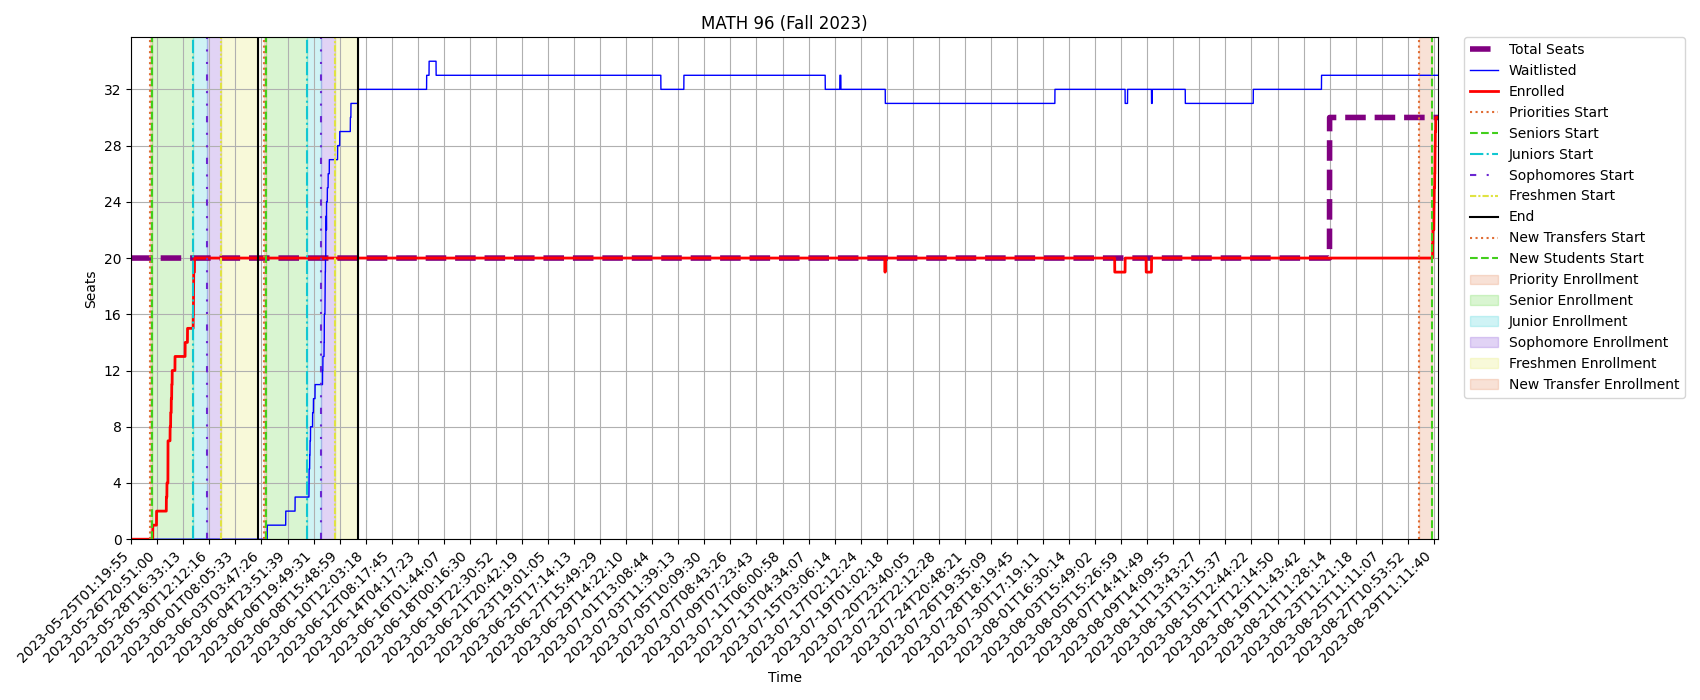 MATH 96 (Fall 2023)
Seats
32
28
24
20
16
12
8
4
0
2023-05-25T01:19:55
2023-05-26T20:51:00
2023-05-28T16:33:13
2023-05-30T12:12:16
2023-06-01T08:05:33
2023-06-03T03:47:26
2023-06-04T23:51:39
2023-06-06T19:49:31
2023-06-08T15:48:59
2023-06-10T12:03:18
2023-06-12T08:17:45
2023-06-14T04:17:23
2023-06-16T01:44:07
2023-06-18T00:16:30
2023-06-19T22:30:52
2023-06-21T20:42:19
2023-06-23T19:01:05
2023-06-25T17:14:13
2023-06-27T15:49:29
2023-06-29T14:22:10
2023-07-01T13:08:44
2023-07-03T11:39:13
2023-07-05T10:09:30
2023-07-07T08:43:26
2023-07-09T07:23:43
2023-07-11T06:00:58
2023-07-13T04:34:07
2023-07-15T03:06:14
2023-07-17T02:12:24
2023-07-19T01:02:18
2023-07-20T23:40:05
2023-07-22T22:12:28
2023-07-24T20:48:21
2023-07-26T19:35:09
2023-07-28T18:19:45
2023-07-30T17:19:11
2023-08-01T16:30:14
2023-08-03T15:49:02
2023-08-05T15:26:59
2023-08-07T14:41:49
2023-08-09T14:09:55
2023-08-11T13:43:27
2023-08-13T13:15:37
2023-08-15T12:44:22
2023-08-17T12:14:50
2023-08-19T11:43:42
2023-08-21T11:28:14
2023-08-23T11:21:18
2023-08-25T11:11:07
2023-08-27T10:53:52
2023-08-29T11:11:40
Time
Total Seats
Waitlisted
Enrolled
Priorities Start
Seniors Start
Juniors Start
Sophomores Start
Freshmen Start
End
New Transfers Start
New Students Start
Priority Enrollment
Senior Enrollment
Junior Enrollment
Sophomore Enrollment
Freshmen Enrollment
New Transfer Enrollment